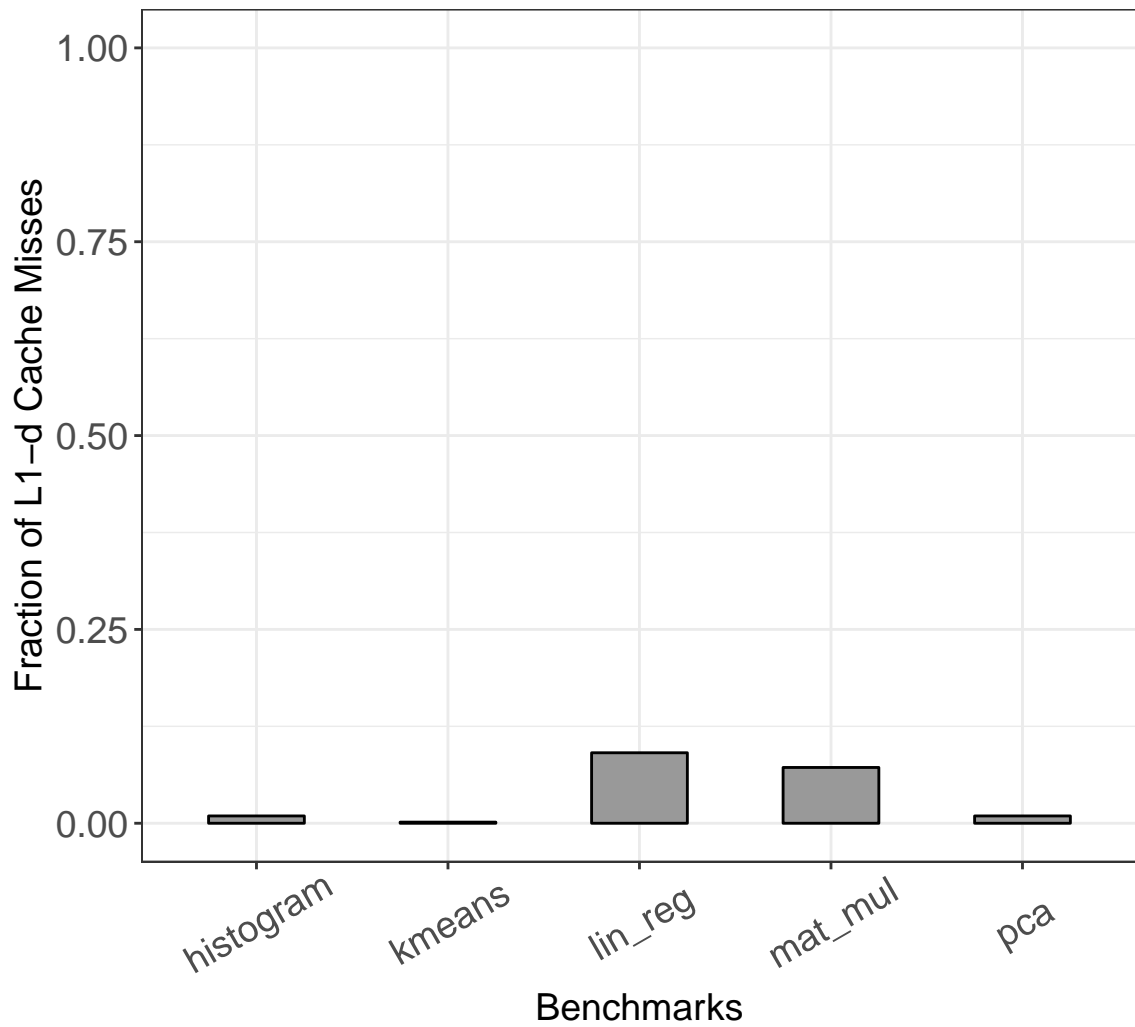 Fraction of L1−d Cache Misses
1.00
0.75
0.50
0.25
0.00
histogram
kmeans
lin_reg
mat_mul
pca
Benchmarks